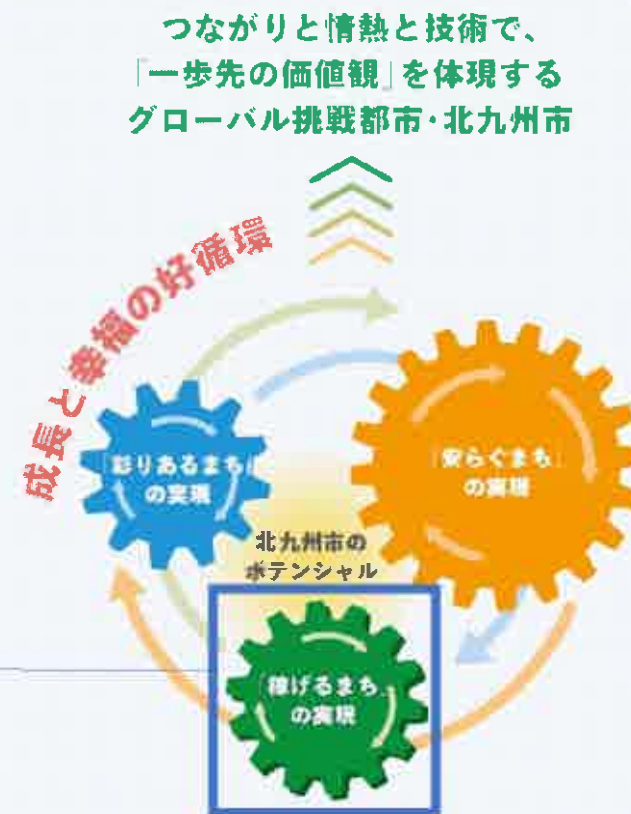 つながりと情熱と技術で、
「一歩先の価値観」を体現する
グローバル挑戦都市・北九州市
成長と幸福の好循環
「彩りあるまち」
の実現
「安らぐまち」
の実現
北九州市の
ポテンシャル
「稼げるまち」
の実現